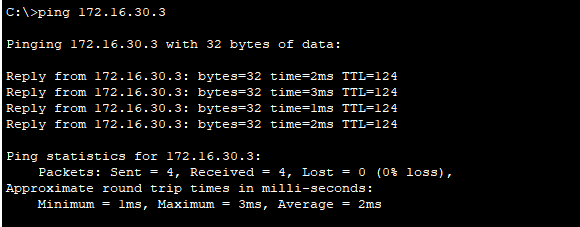 C:\>ping 172.16.30.3
Pinging 172.16.30.3 with 32 bytes of data:
Reply from 172.16.30.3: bytes=32 time=2ms TTL=124
Reply from 172.16.30.3: bytes=32 time=3ms TTL=124
Reply from 172.16.30.3: bytes=32 time=1ms TTL=124
Reply from 172.16.30.3: bytes=32 time=2ms TTL=124
Ping statistics for 172.16.30.3:
    Packets: Sent = 4, Received = 4, Lost = 0 (0% loss),
Approximate round trip times in milli-seconds:
    Minimum = 1ms, Maximum = 3ms, Average = 2ms